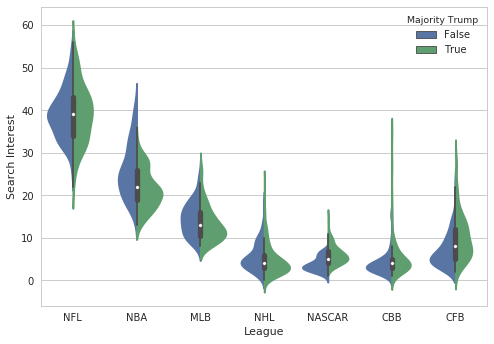 Majority Trump
False
True
60
50
40
30
20
10
0
Search Interest
NFL NBA MLB NHL NASCAR CBB CFB
League